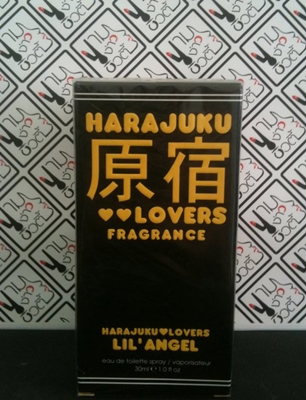 HARAJUKU
原宿
♥♥LOVERS
FRAGRANCE
HARAJUKU♥LOVERS
LIL' ANGEL
eau de toilette spray / vaporisateur
30ml e 1.0 fl oz